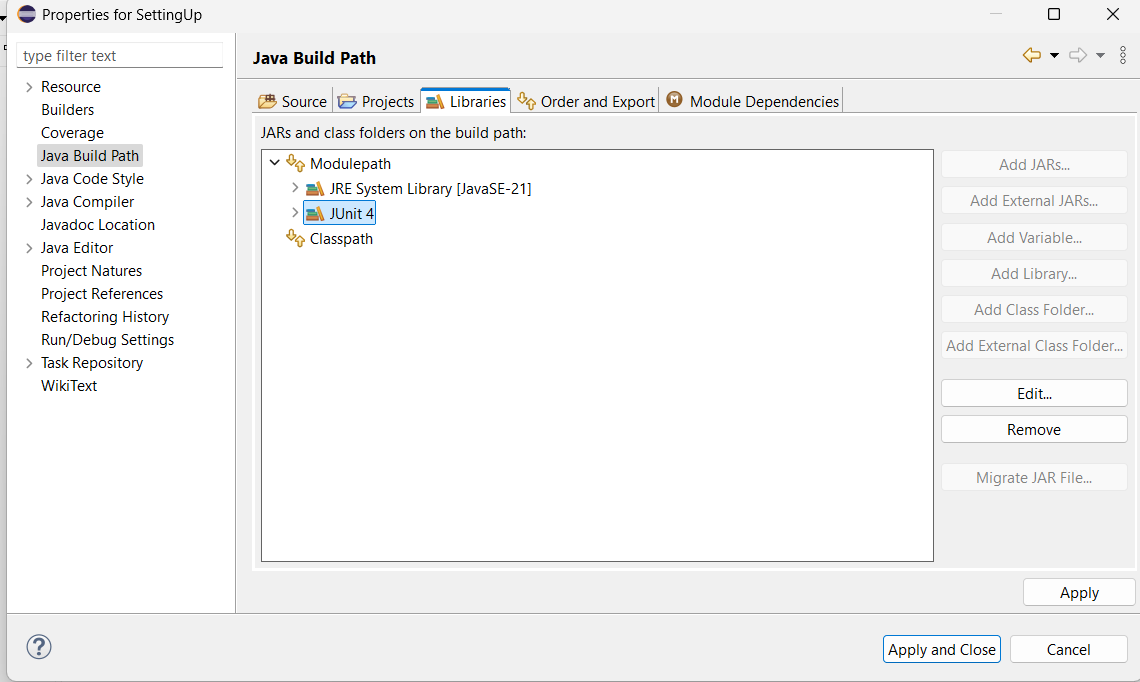 Properties for SettingUp
type filter text
Resource
Builders
Coverage
Java Build Path
Java Code Style
Java Compiler
Javadoc Location
Java Editor
Project Natures
Project References
Refactoring History
Run/Debug Settings
Task Repository
WikiText
Java Build Path
Source Projects Libraries Order and Export Module Dependencies
JARs and class folders on the build path:
Modulepath
JRE System Library [JavaSE-21]
JUnit 4
Classpath
Add JARs...
Add External JARs...
Add Variable...
Add Library...
Add Class Folder...
Add External Class Folder...
Edit...
Remove
Migrate JAR File...
Apply
Apply and Close Cancel